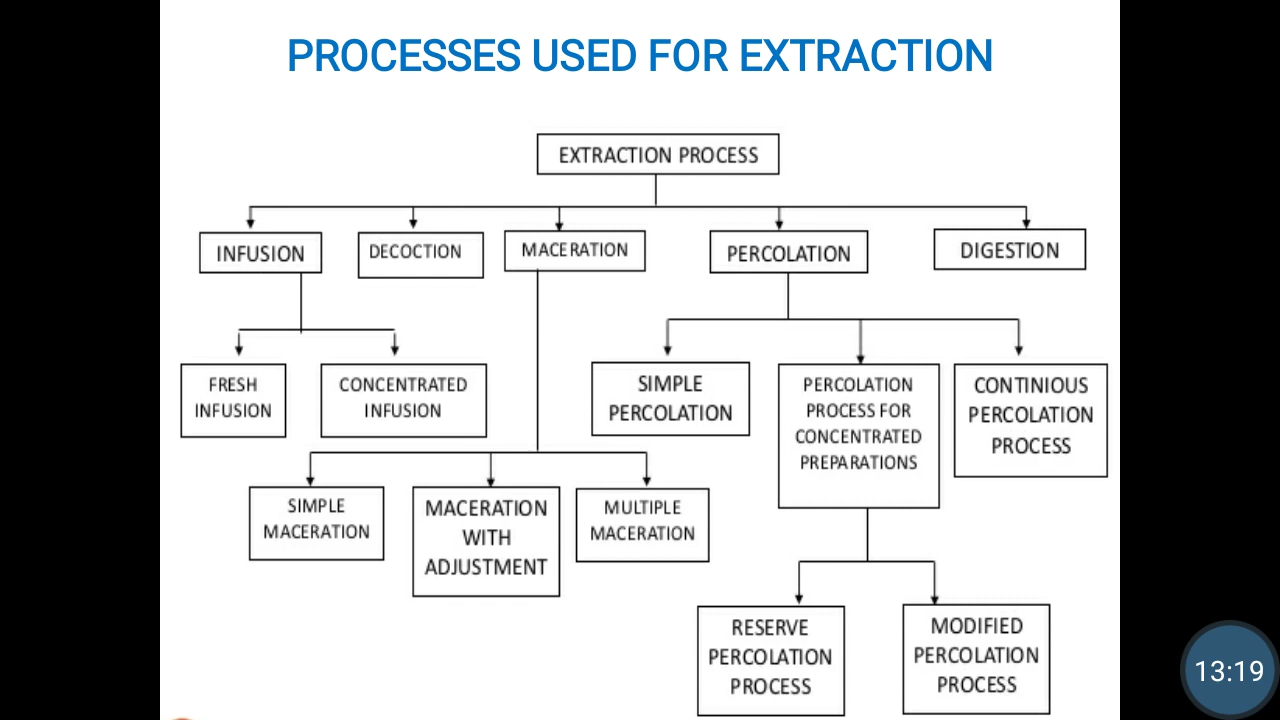 PROCESSES USED FOR EXTRACTION
EXTRACTION PROCESS
INFUSION
DECOCTION
MACERATION
PERCOLATION
DIGESTION
FRESH
INFUSION
CONCENTRATED
INFUSION
SIMPLE
PERCOLATION
PERCOLATION
PROCESS FOR
CONCENTRATED
PREPARATIONS
CONTINIOUS
PERCOLATION
PROCESS
SIMPLE
MACERATION
MACERATION
WITH
ADJUSTMENT
MULTIPLE
MACERATION
RESERVE
PERCOLATION
PROCESS
MODIFIED
PERCOLATION
PROCESS
13:19